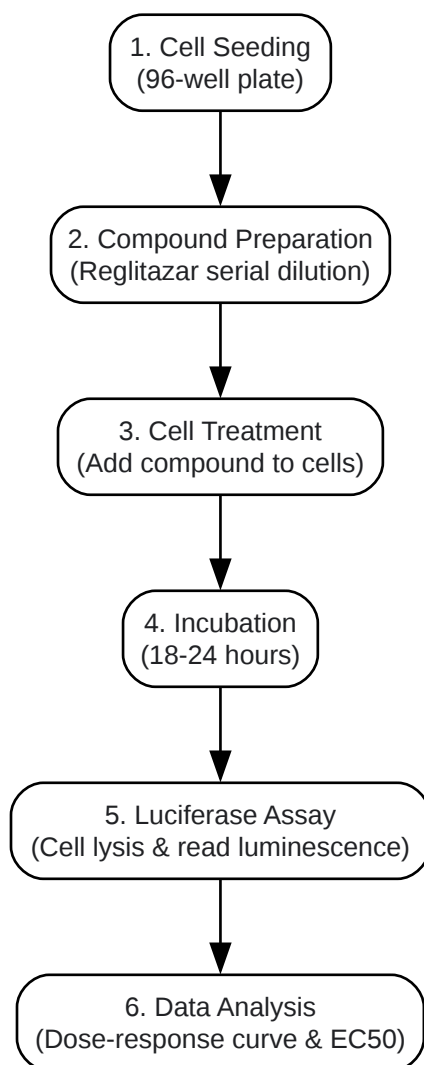 1. Cell Seeding
(96-well plate)
2. Compound Preparation
(Reglitazar serial dilution)
3. Cell Treatment
(Add compound to cells)
4. Incubation
(18-24 hours)
5. Luciferase Assay
(Cell lysis & read luminescence)
6. Data Analysis
(Dose-response curve & EC50)